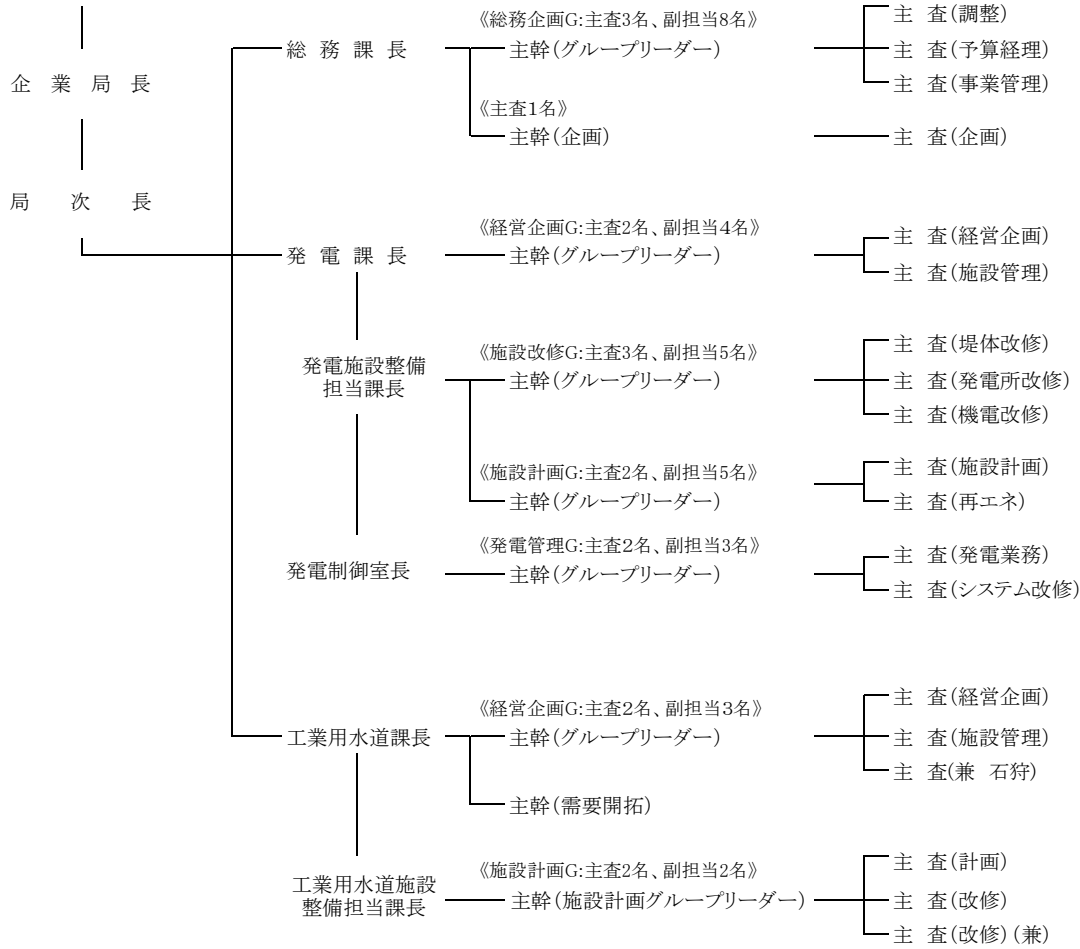 企業局長
局次長
総務課長
《総務企画G:主査3名、副担当8名》
主幹(グループリーダー)
主　査(調整)
主　査(予算経理)
主　査(事業管理)
《主査1名》
主幹(企画)
主　査(企画)
発電課長
《経営企画G:主査2名、副担当4名》
主幹(グループリーダー)
主　査(経営企画)
主　査(施設管理)
発電施設整備
担当課長
《施設改修G:主査3名、副担当5名》
主幹(グループリーダー)
主　査(堤体改修)
主　査(発電所改修)
主　査(機電改修)
《施設計画G:主査2名、副担当5名》
主幹(グループリーダー)
主　査(施設計画)
主　査(再エネ)
発電制御室長
《発電管理G:主査2名、副担当3名》
主幹(グループリーダー)
主　査(発電業務)
主　査(システム改修)
工業用水道課長
《経営企画G:主査2名、副担当3名》
主幹(グループリーダー)
主　査(経営企画)
主　査(施設管理)
主　査(兼　石狩)
主幹(需要開拓)
工業用水道施設
整備担当課長
《施設計画G:主査2名、副担当2名》
主幹(施設計画グループリーダー)
主　査(計画)
主　査(改修)
主　査(改修)(兼)